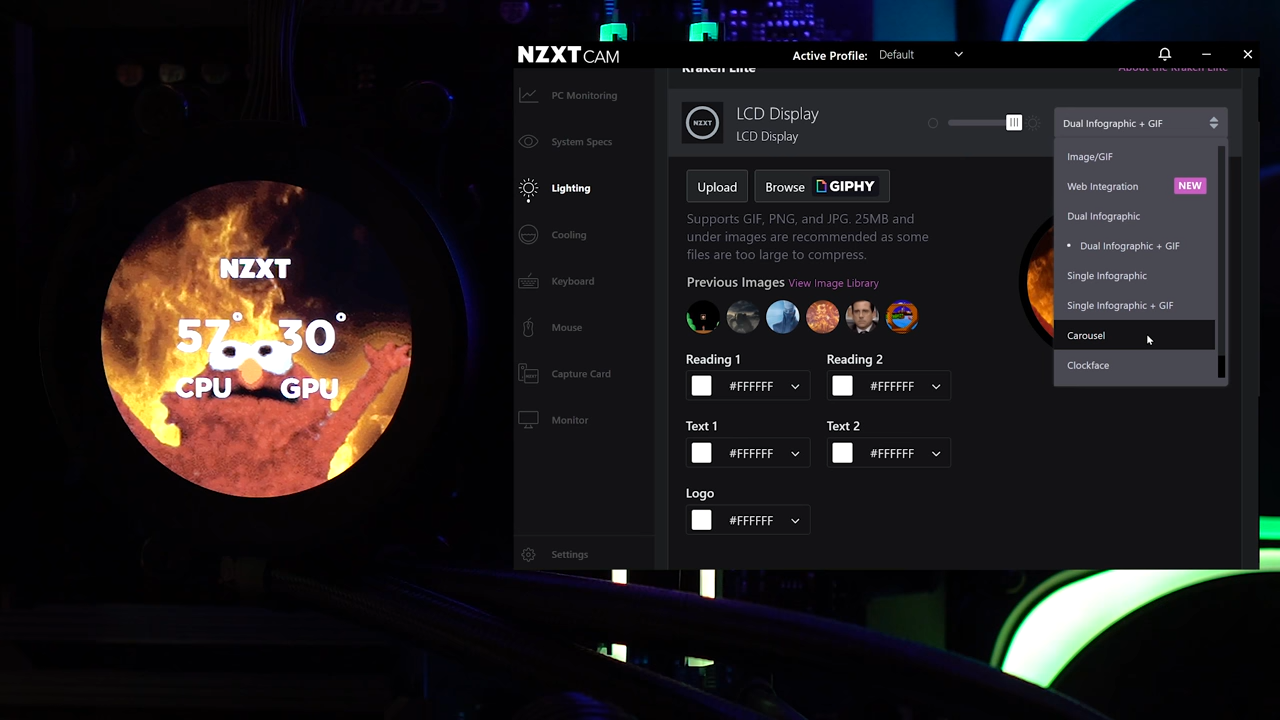 NZXT
57° 30°
CPU GPU
NZXT CAM
Active Profile: Default
PC Monitoring
System Specs
Lighting
Cooling
Keyboard
Mouse
Capture Card
Monitor
Settings
Kraken Elite
About the Kraken Elite
NZXT
LCD Display
LCD Display
Dual Infographic + GIF
Image/GIF
Web Integration NEW
Dual Infographic
• Dual Infographic + GIF
Single Infographic
Single Infographic + GIF
Carousel
Clockface
Upload
Browse GIPHY
Supports GIF, PNG, and JPG. 25MB and
under images are recommended as some
files are too large to compress.
Previous Images View Image Library
Reading 1 Reading 2
#FFFFFF #FFFFFF
Text 1 Text 2
#FFFFFF #FFFFFF
Logo
#FFFFFF